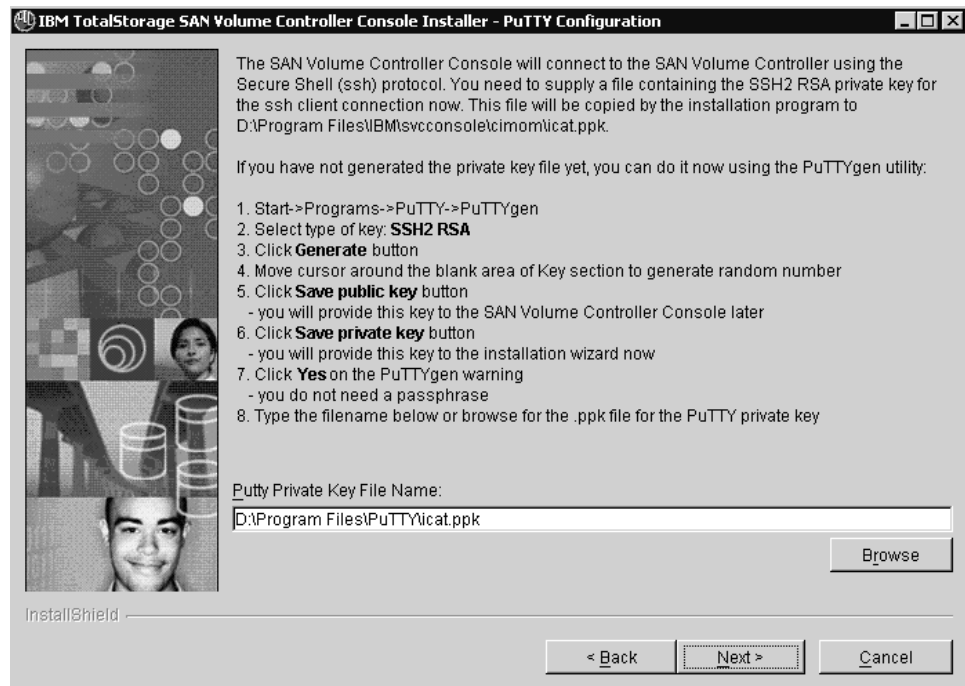 IBM TotalStorage SAN Volume Controller Console Installer - PuTTY Configuration
The SAN Volume Controller Console will connect to the SAN Volume Controller using the
Secure Shell (ssh) protocol. You need to supply a file containing the SSH2 RSA private key for
the ssh client connection now. This file will be copied by the installation program to
D:\Program Files\IBM\svcconsole\cimom\icat.ppk.
If you have not generated the private key file yet, you can do it now using the PuTTYgen utility:
1. Start->Programs->PuTTY->PuTTYgen
2. Select type of key: SSH2 RSA
3. Click Generate button
4. Move cursor around the blank area of Key section to generate random number
5. Click Save public key button
- you will provide this key to the SAN Volume Controller Console later
6. Click Save private key button
- you will provide this key to the installation wizard now
7. Click Yes on the PuTTYgen warning
- you do not need a passphrase
8. Type the filename below or browse for the .ppk file for the PuTTY private key
Putty Private Key File Name:
D:\Program Files\PuTTY\icat.ppk
Browse
InstallShield
< Back Next > Cancel